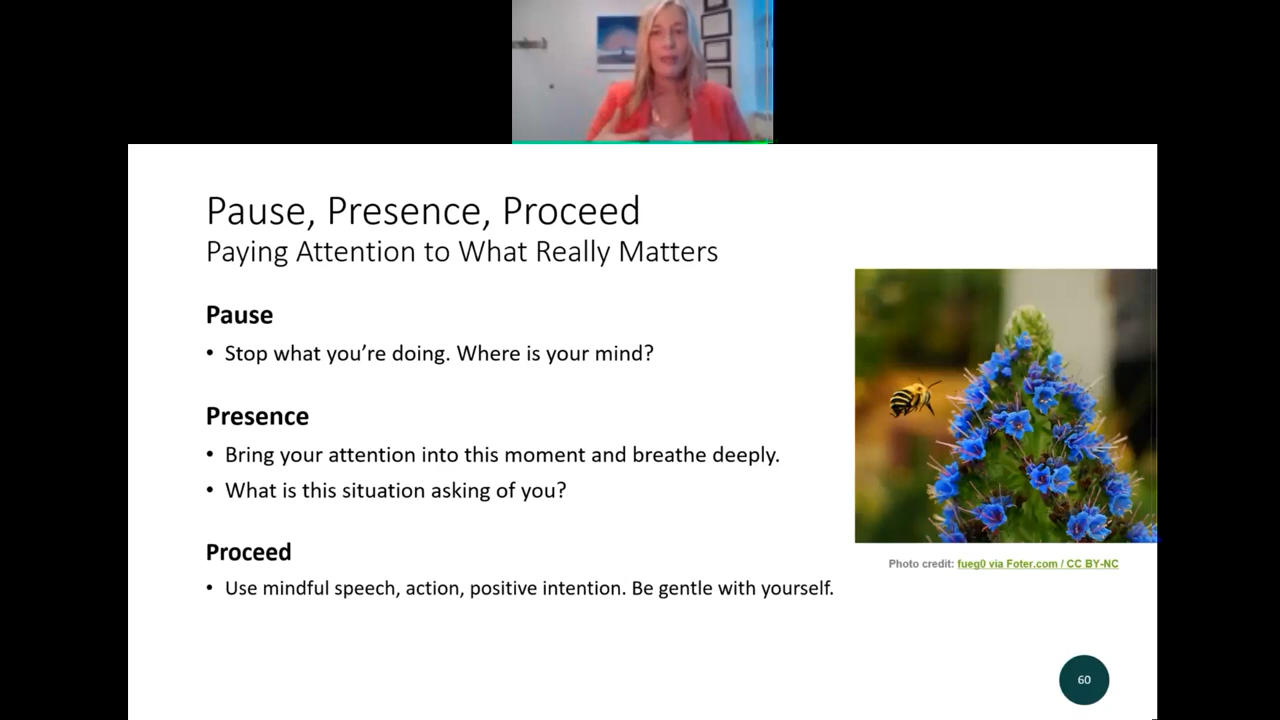 Pause, Presence, Proceed
Paying Attention to What Really Matters
Pause
• Stop what you’re doing. Where is your mind?
Presence
• Bring your attention into this moment and breathe deeply.
• What is this situation asking of you?
Proceed
• Use mindful speech, action, positive intention. Be gentle with yourself.
Photo credit: fueg0 via Foter.com / CC BY-NC
60